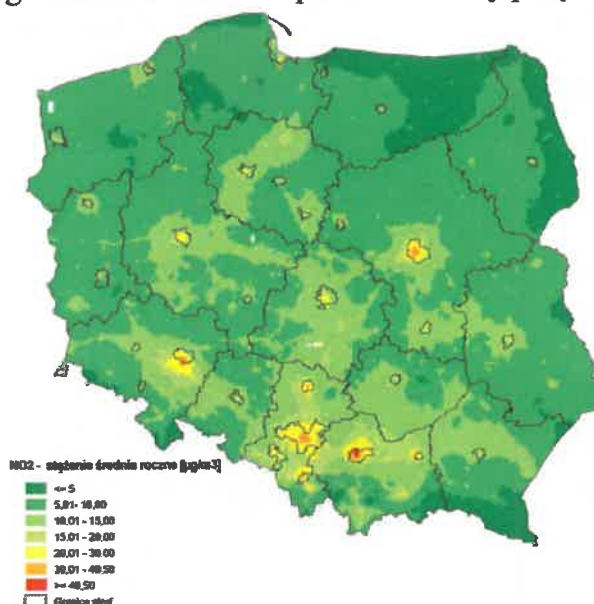 NO2 - stężenie średnie roczne [µg/m3]
<= 5
5,01 - 10,00
10,01 - 15,00
15,01 - 20,00
20,01 - 30,00
30,01 - 40,50
>= 40,50
Granica stref